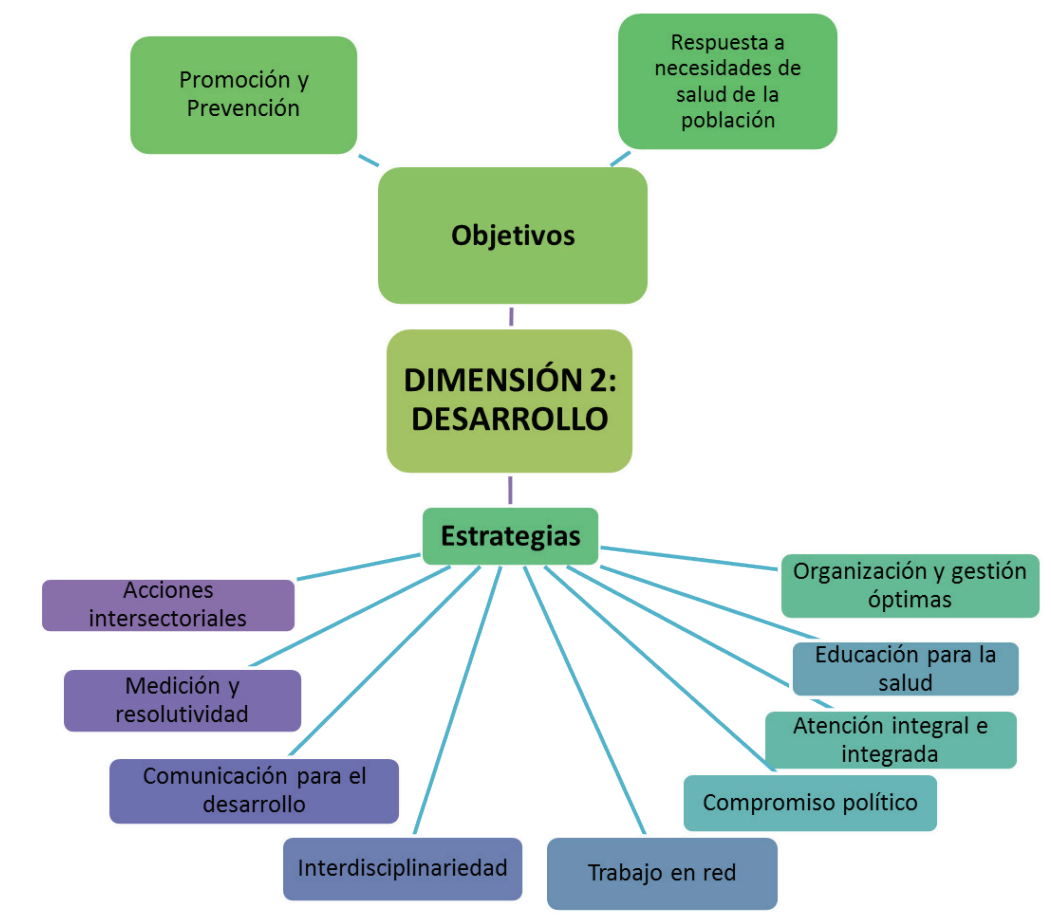 Promoción y
Prevención
Respuesta a
necesidades de
salud de la
población
Objetivos
DIMENSIÓN 2:
DESARROLLO
Estrategias
Acciones
intersectoriales
Medición y
resolutividad
Comunicación para el
desarrollo
Interdisciplinariedad
Trabajo en red
Compromiso político
Atención integral e
integrada
Educación para la
salud
Organización y gestión
óptimas